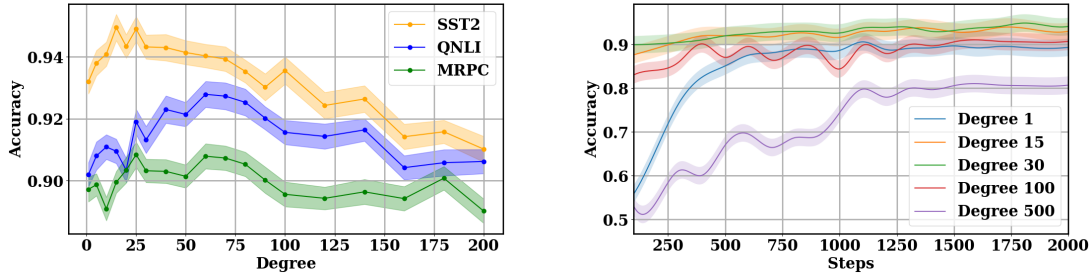 Accuracy
0.94
0.92
0.90
SST2
QNLI
MRPC
0 25 50 75 100 125 150 175 200
Degree
Accuracy
0.9
0.8
0.7
0.6
0.5
Degree 1
Degree 15
Degree 30
Degree 100
Degree 500
250 500 750 1000 1250 1500 1750 2000
Steps